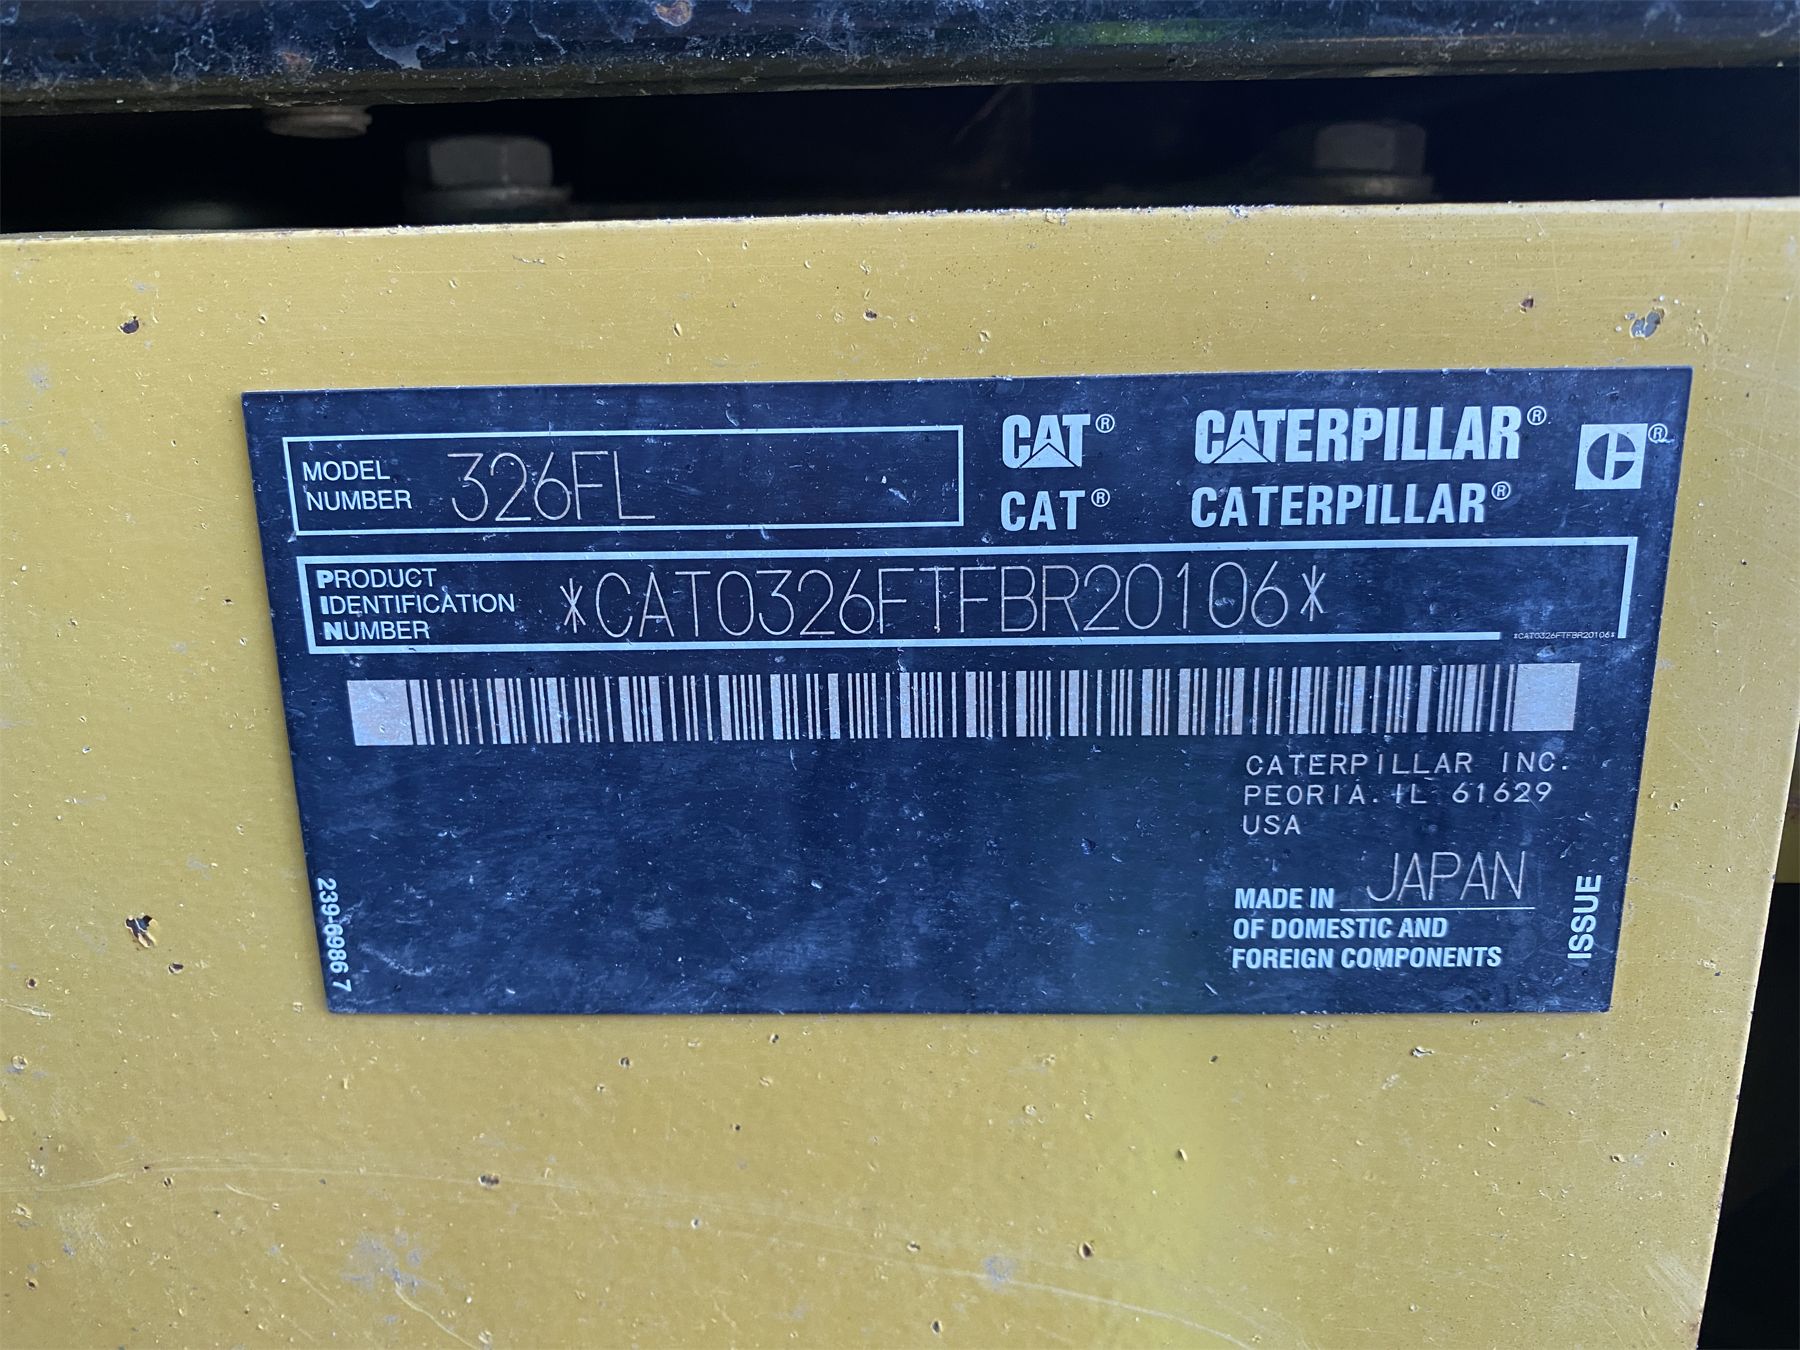 MODEL NUMBER 326FL
CAT® CATERPILLAR®
CAT® CATERPILLAR®
PRODUCT IDENTIFICATION NUMBER *CAT0326FTFBR20106*
*CAT0326FTFBR20106*
CATERPILLAR INC.
PEORIA. IL 61629
USA
MADE IN JAPAN
OF DOMESTIC AND
FOREIGN COMPONENTS
ISSUE
239-6986 7